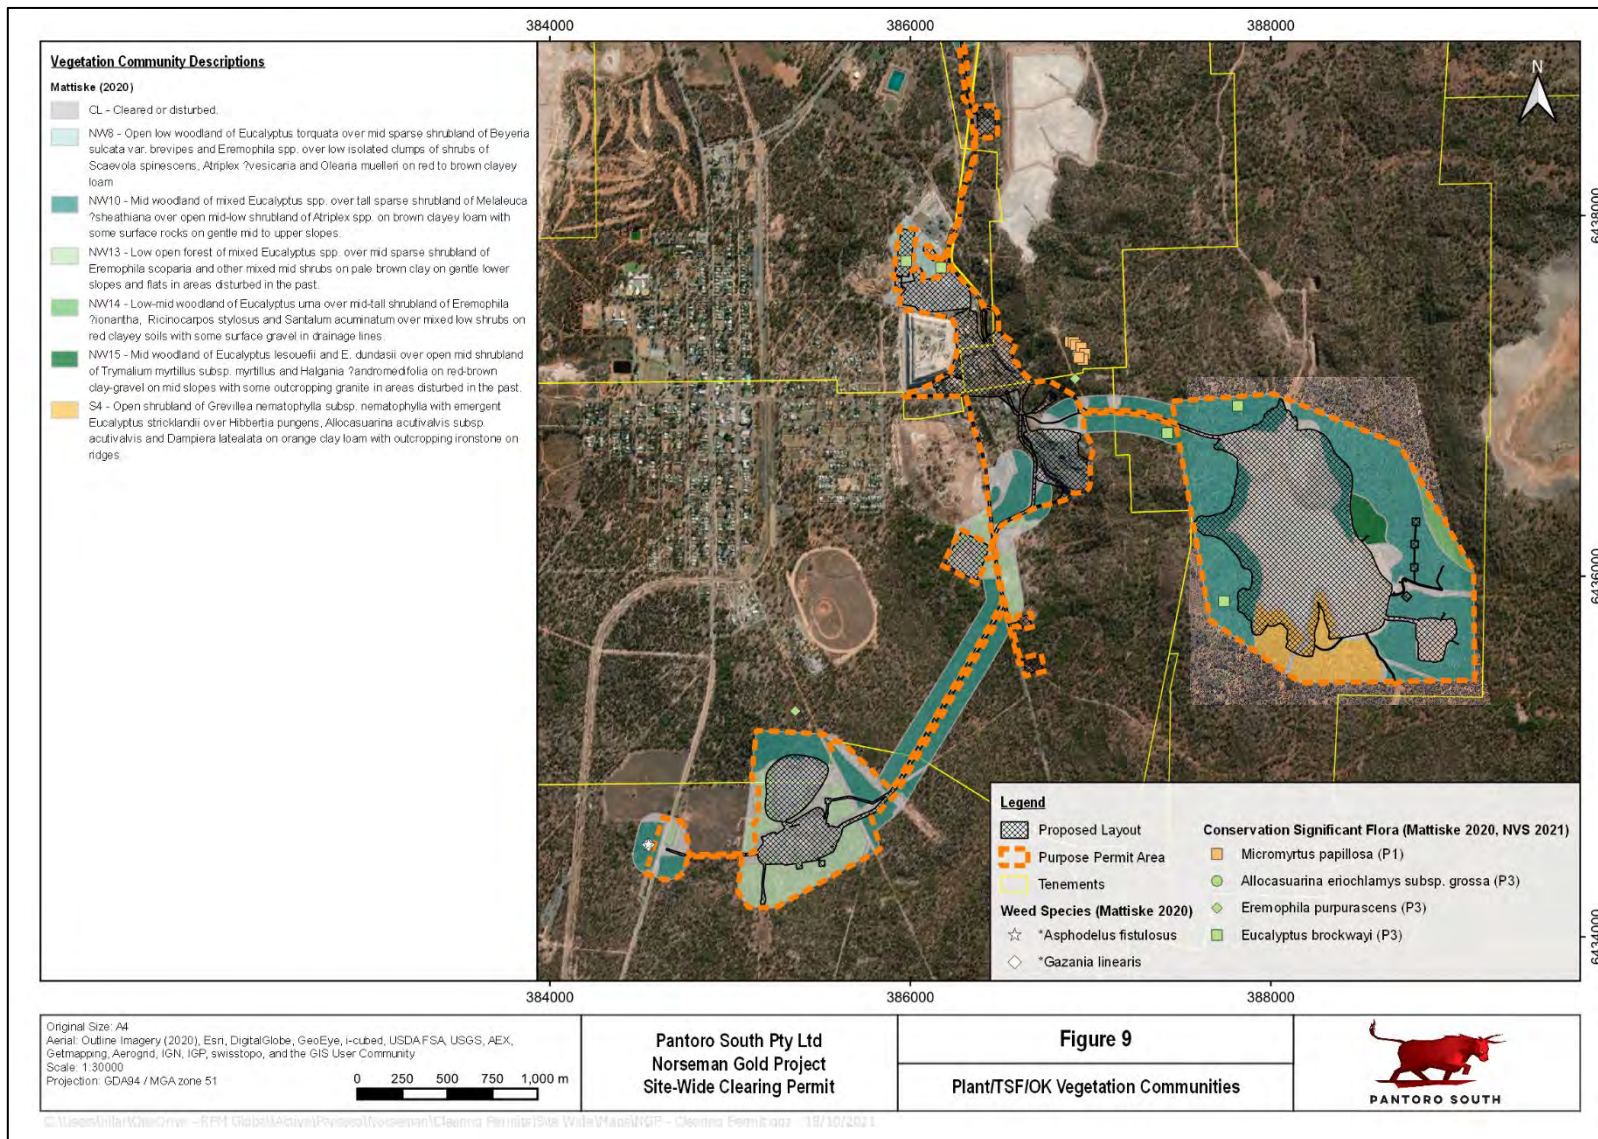 384000
386000
388000
Vegetation Community Descriptions
Mattiske (2020)
CL - Cleared or disturbed.
NW8 - Open low woodland of Eucalyptus torquata over mid sparse shrubland of Beyeria
sulcata var. brevipes and Eremophila spp. over low isolated clumps of shrubs of
Scaevola spinescens, Atriplex ?vesicaria and Olearia muelleri on red to brown clayey
loam
NW10 - Mid woodland of mixed Eucalyptus spp. over tall sparse shrubland of Melaleuca
?sheathiana over open mid-low shrubland of Atriplex spp. on brown clayey loam with
some surface rocks on gentle mid to upper slopes.
NW13 - Low open forest of mixed Eucalyptus spp. over mid sparse shrubland of
Eremophila scoparia and other mixed mid shrubs on pale brown clay on gentle lower
slopes and flats in areas disturbed in the past.
NW14 - Low-mid woodland of Eucalyptus urna over mid-tall shrubland of Eremophila
?ionantha, Ricinocarpos stylosus and Santalum acuminatum over mixed low shrubs on
red clayey soils with some surface gravel in drainage lines.
NW15 - Mid woodland of Eucalyptus lesouefii and E. dundasii over open mid shrubland
of Trymalium myrtillus subsp. myrtillus and Halgania ?andromedifolia on red-brown
clay-gravel on mid slopes with some outcropping granite in areas disturbed in the past.
S4 - Open shrubland of Grevillea nematophylla subsp. nematophylla with emergent
Eucalyptus stricklandii over Hibbertia pungens, Allocasuarina acutivalvis subsp.
acutivalvis and Dampiera latealata on orange clay loam with outcropping ironstone on
ridges.
N
6438000
6436000
6434000
Legend
Proposed Layout
Purpose Permit Area
Tenements
Weed Species (Mattiske 2020)
*Asphodelus fistulosus
*Gazania linearis
Conservation Significant Flora (Mattiske 2020, NVS 2021)
Micromyrtus papillosa (P1)
Allocasuarina eriochlamys subsp. grossa (P3)
Eremophila purpurascens (P3)
Eucalyptus brockwayi (P3)
384000
386000
388000
Original Size: A4
Aerial: Outline Imagery (2020), Esri, DigitalGlobe, GeoEye, i-cubed, USDA FSA, USGS, AEX,
Getmapping, Aerogrid, IGN, IGP, swisstopo, and the GIS User Community
Scale: 1:30000
Projection: GDA94 / MGA zone 51
0 250 500 750 1,000 m
Pantoro South Pty Ltd
Norseman Gold Project
Site-Wide Clearing Permit
Figure 9
Plant/TSF/OK Vegetation Communities
PANTORO SOUTH